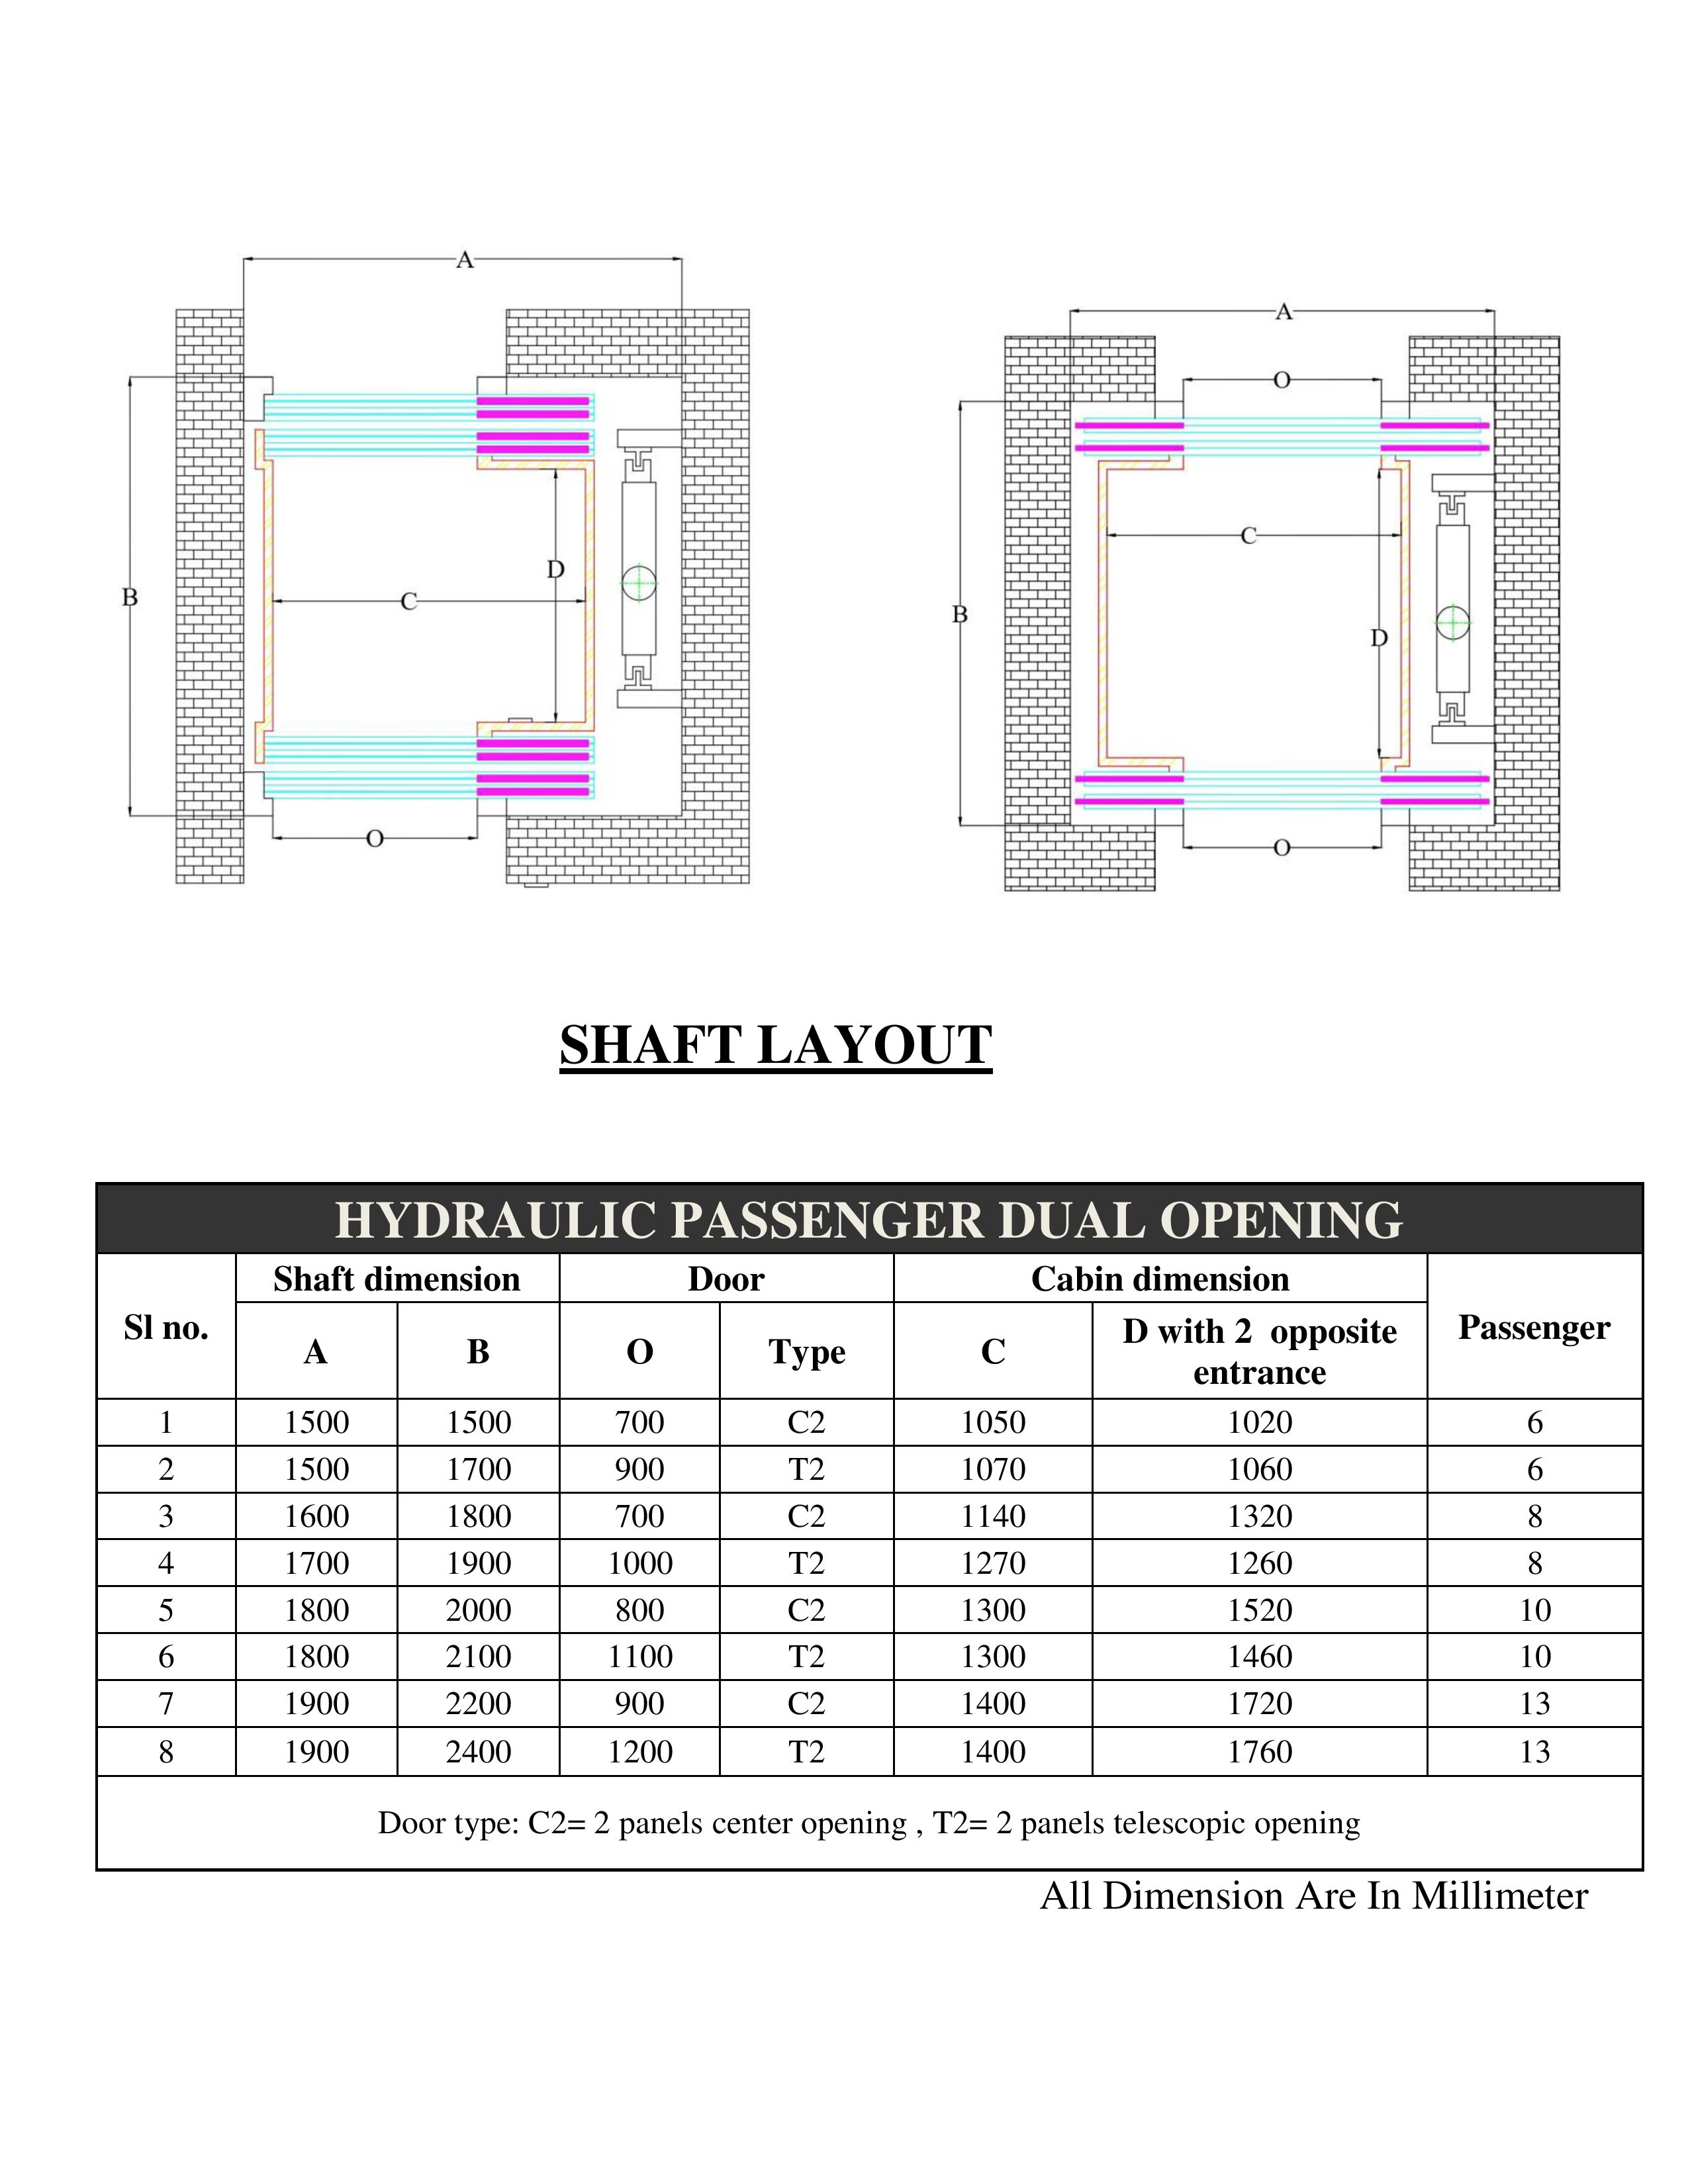 A
B
C
D
O
A
O
B
C
D
O
SHAFT LAYOUT
HYDRAULIC PASSENGER DUAL OPENING
Sl no. Shaft dimension Door Cabin dimension Passenger
A B O Type C D with 2 opposite entrance
1 1500 1500 700 C2 1050 1020 6
2 1500 1700 900 T2 1070 1060 6
3 1600 1800 700 C2 1140 1320 8
4 1700 1900 1000 T2 1270 1260 8
5 1800 2000 800 C2 1300 1520 10
6 1800 2100 1100 T2 1300 1460 10
7 1900 2200 900 C2 1400 1720 13
8 1900 2400 1200 T2 1400 1760 13
Door type: C2= 2 panels center opening , T2= 2 panels telescopic opening
All Dimension Are In Millimeter